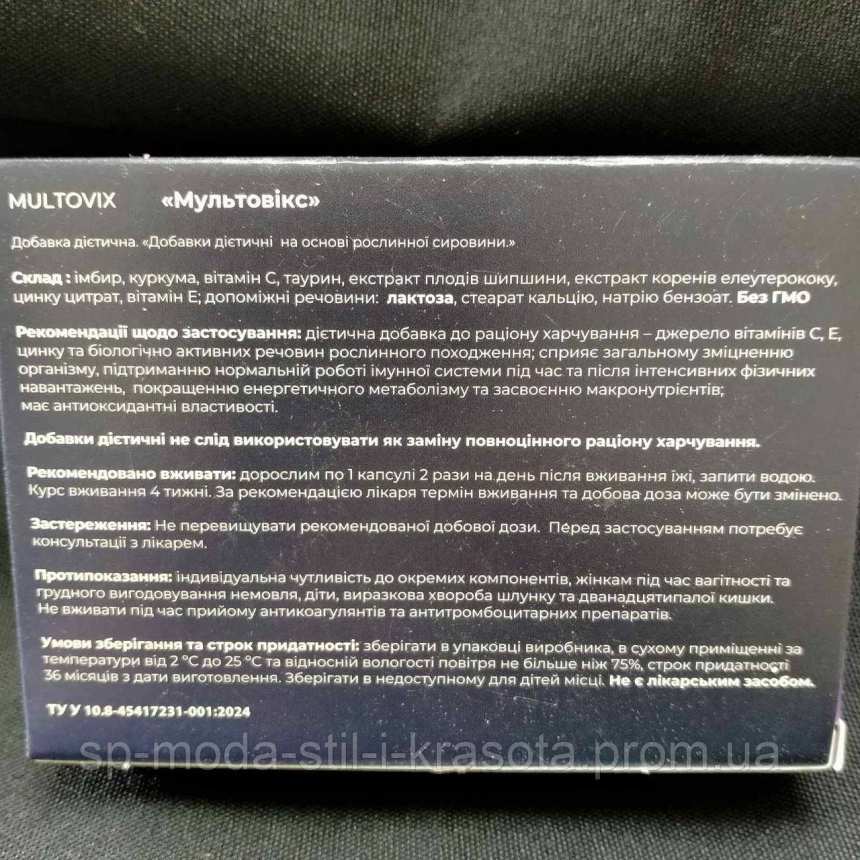 MULTOVIX «Мультовікс»
Добавка дієтична. «Добавки дієтичні на основі рослинної сировини.»
Склад : імбир, куркума, вітамін С, таурин, екстракт плодів шипшини, екстракт коренів елеутерококу,
цинку цитрат, вітамін Е; допоміжні речовини: лактоза, стеарат кальцію, натрію бензоат. Без ГМО
Рекомендації щодо застосування: дієтична добавка до раціону харчування – джерело вітамінів С, Е,
цинку та біологічно активних речовин рослинного походження; сприяє загальному зміцненню
організму, підтриманню нормальній роботі імунної системи під час та після інтенсивних фізичних
навантажень, покращенню енергетичного метаболізму та засвоєнню макронутрієнтів;
має антиоксидантні властивості.
Добавки дієтичні не слід використовувати як заміну повноцінного раціону харчування.
Рекомендовано вживати: дорослим по 1 капсулі 2 рази на день після вживання їжі, запити водою.
Курс вживання 4 тижні. За рекомендацією лікаря термін вживання та добова доза може бути змінено.
Застереження: Не перевищувати рекомендованої добової дози. Перед застосуванням потребує
консультації з лікарем.
Протипоказання: індивідуальна чутливість до окремих компонентів, жінкам під час вагітності та
грудного вигодовування немовля, діти, виразкова хвороба шлунку та дванадцятипалої кишки.
Не вживати під час прийому антикоагулянтів та антитромбоцитарних препаратів.
Умови зберігання та строк придатності: зберігати в упаковці виробника, в сухому приміщенні за
температури від 2 °С до 25 °С та відносній вологості повітря не більше ніж 75%, строк придатності
36 місяців з дати виготовлення. Зберігати в недоступному для дітей місці. Не є лікарським засобом.
ТУ У 10.8-45417231-001:2024
sp-moda-stil-i-krasota.prom.ua